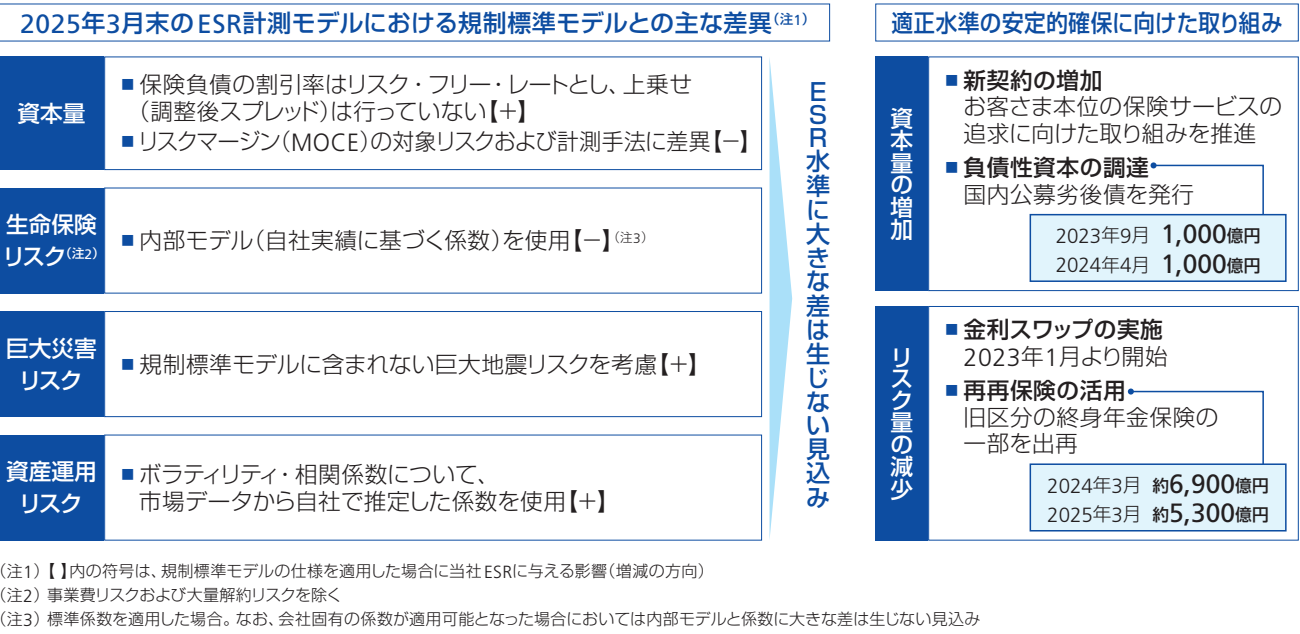 2025年3月末のESR計測モデルにおける規制標準モデルとの主な差異(注1)
資本量
■ 保険負債の割引率はリスク・フリー・レートとし、上乗せ
(調整後スプレッド)は行っていない【+】
■ リスクマージン(MOCE)の対象リスクおよび計測手法に差異【−】
生命保険
リスク(注2)
■ 内部モデル(自社実績に基づく係数)を使用【−】(注3)
巨大災害
リスク
■ 規制標準モデルに含まれない巨大地震リスクを考慮【+】
資産運用
リスク
■ ボラティリティ・相関係数について、
市場データから自社で推定した係数を使用【+】
ESR水準に大きな差は生じない見込み
適正水準の安定的確保に向けた取り組み
資本量の増加
■ 新契約の増加
お客さま本位の保険サービスの
追求に向けた取り組みを推進
■ 負債性資本の調達
国内公募劣後債を発行
2023年9月 1,000億円
2024年4月 1,000億円
リスク量の減少
■ 金利スワップの実施
2023年1月より開始
■ 再再保険の活用
旧区分の終身年金保険の
一部を出再
2024年3月 約6,900億円
2025年3月 約5,300億円
(注1)【 】内の符号は、規制標準モデルの仕様を適用した場合に当社ESRに与える影響(増減の方向)
(注2) 事業費リスクおよび大量解約リスクを除く
(注3) 標準係数を適用した場合。なお、会社固有の係数が適用可能となった場合においては内部モデルと係数に大きな差は生じない見込み